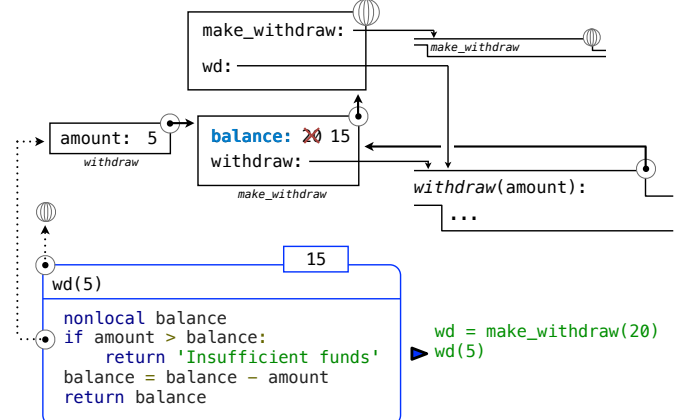 make_withdraw:
make_withdraw
wd:
amount: 5
withdraw
balance: 20 15
withdraw:
make_withdraw
withdraw(amount):
...
15
wd(5)
nonlocal balance
if amount > balance:
return 'Insufficient funds'
balance = balance - amount
return balance
wd = make_withdraw(20)
wd(5)